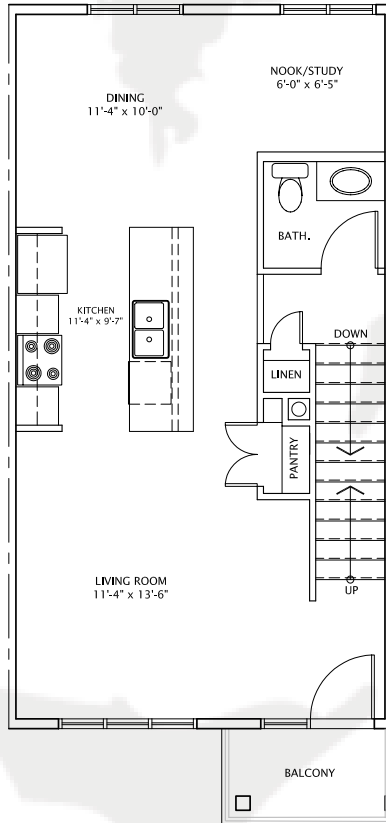 NOOK/STUDY
6'-0" x 6'-5"
DINING
11'-4" x 10'-0"
BATH.
KITCHEN
11'-4" x 9'-7"
DOWN
LINEN
PANTRY
LIVING ROOM
11'-4" x 13'-6"
UP
BALCONY